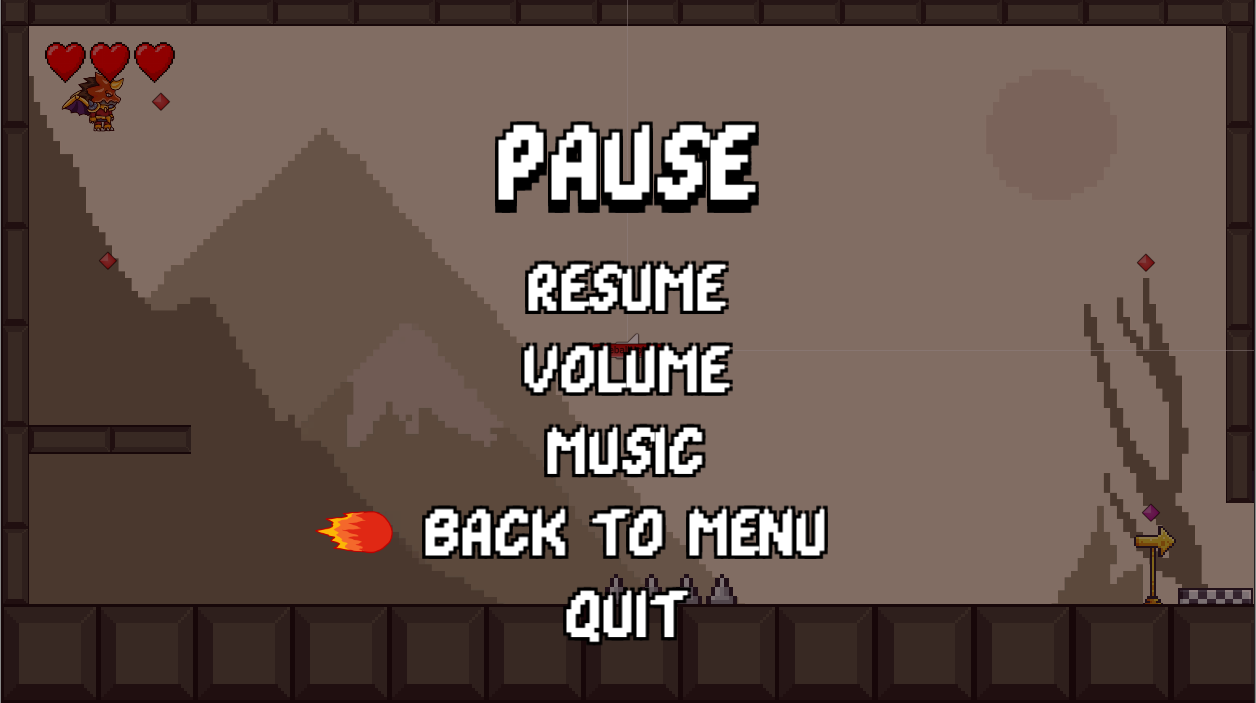 PAUSE
RESUME
VOLUME
MUSIC
BACK TO MENU
QUIT